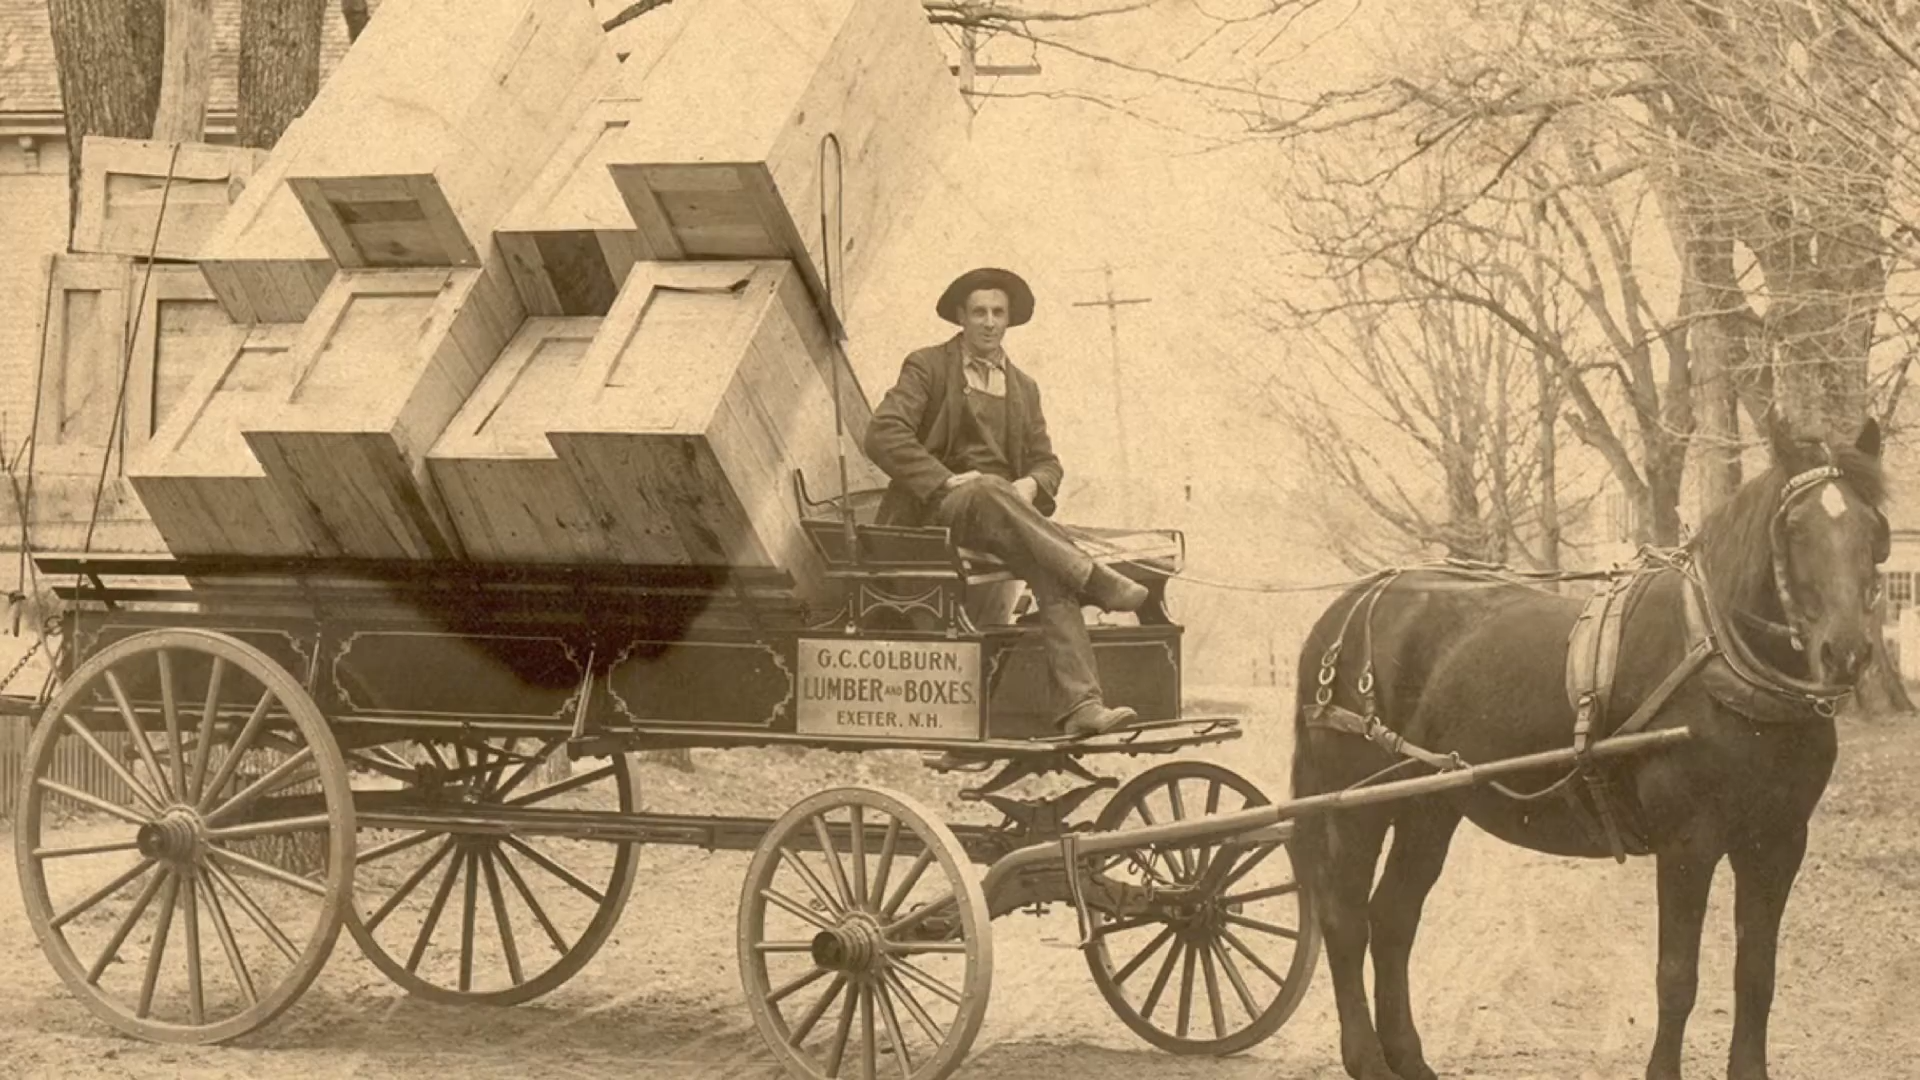 G.C.COLBURN,
LUMBER AND BOXES.
EXETER, N.H.